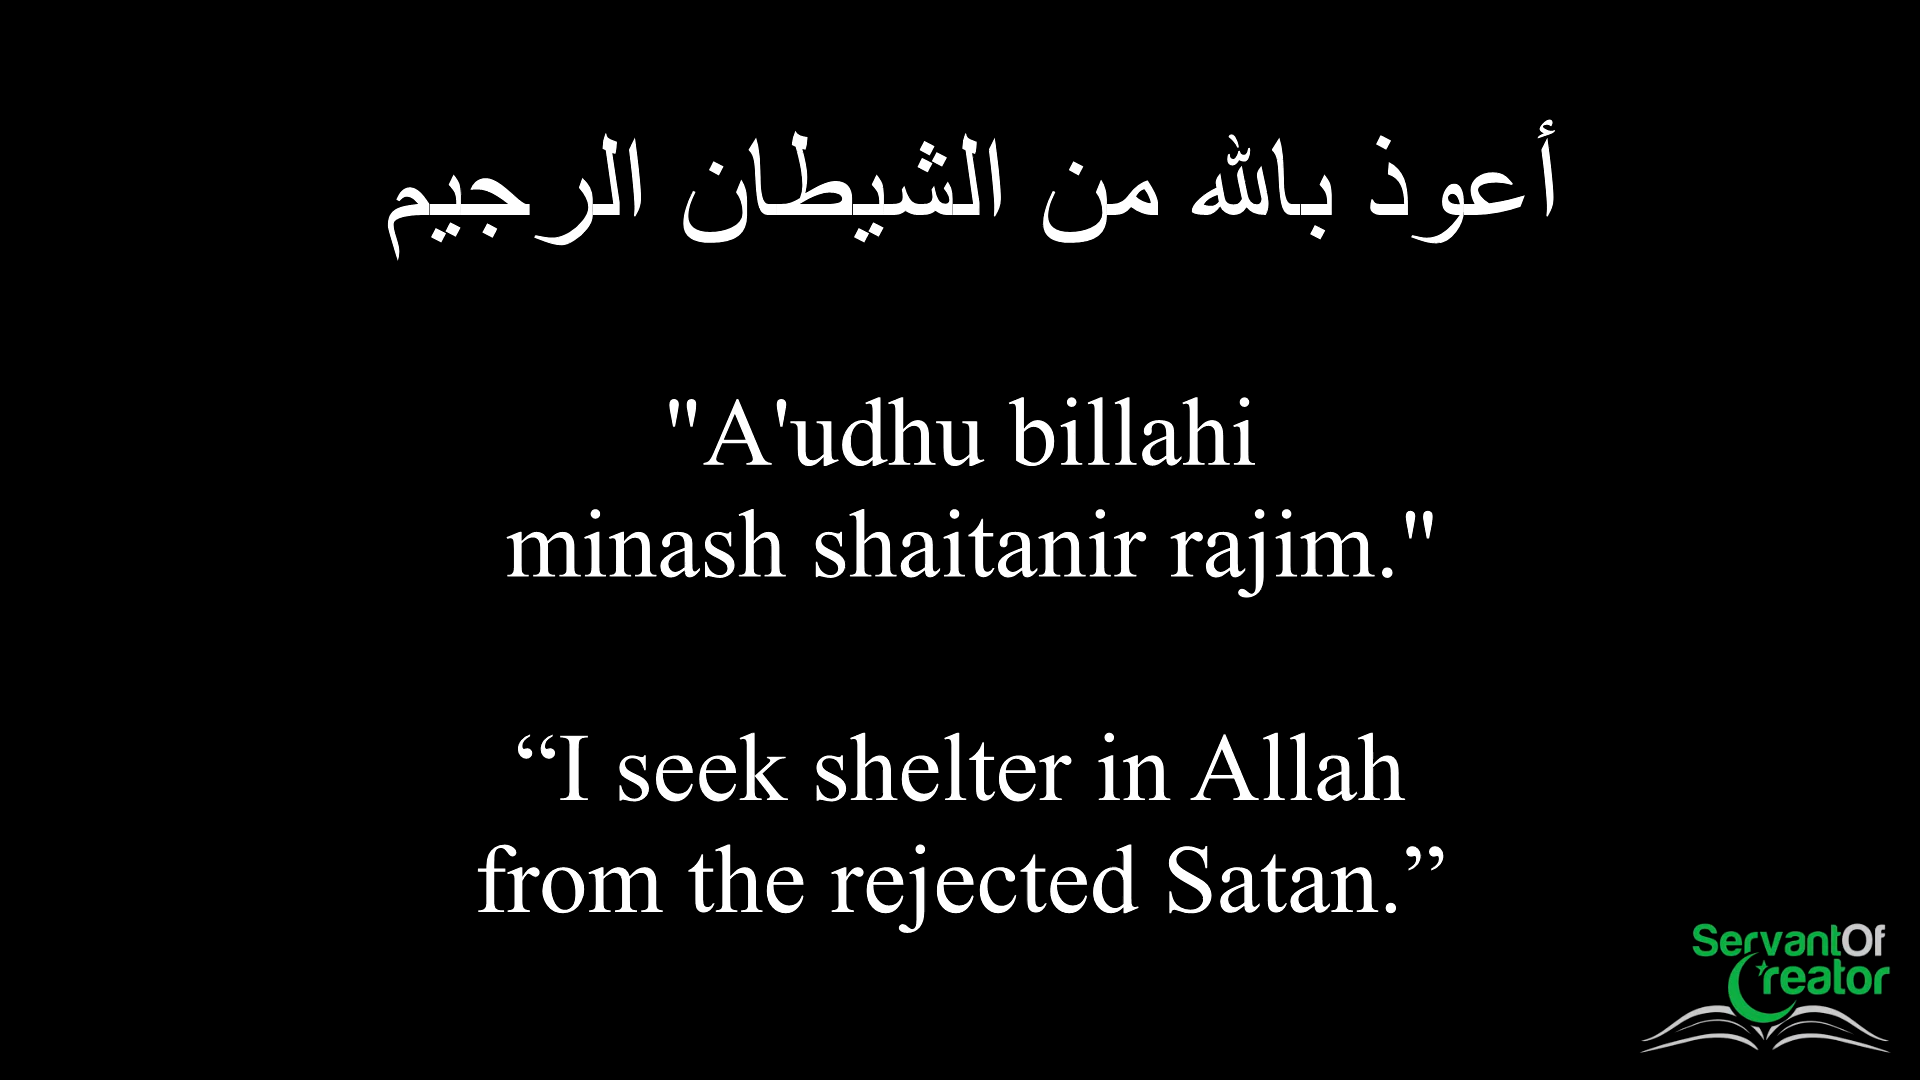 أعوذ بالله من الشيطان الرجيم
"A'udhu billahi
minash shaitanir rajim."
“I seek shelter in Allah
from the rejected Satan.”
ServantOf
Creator